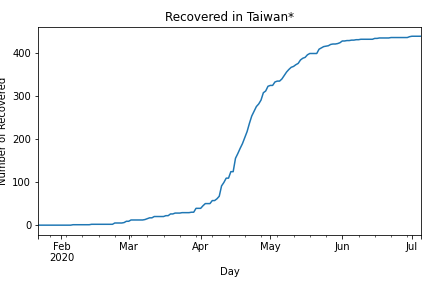 Recovered in Taiwan*
Number of Recovered
400
300
200
100
0
Feb
2020
Mar
Apr
May
Jun
Jul
Day